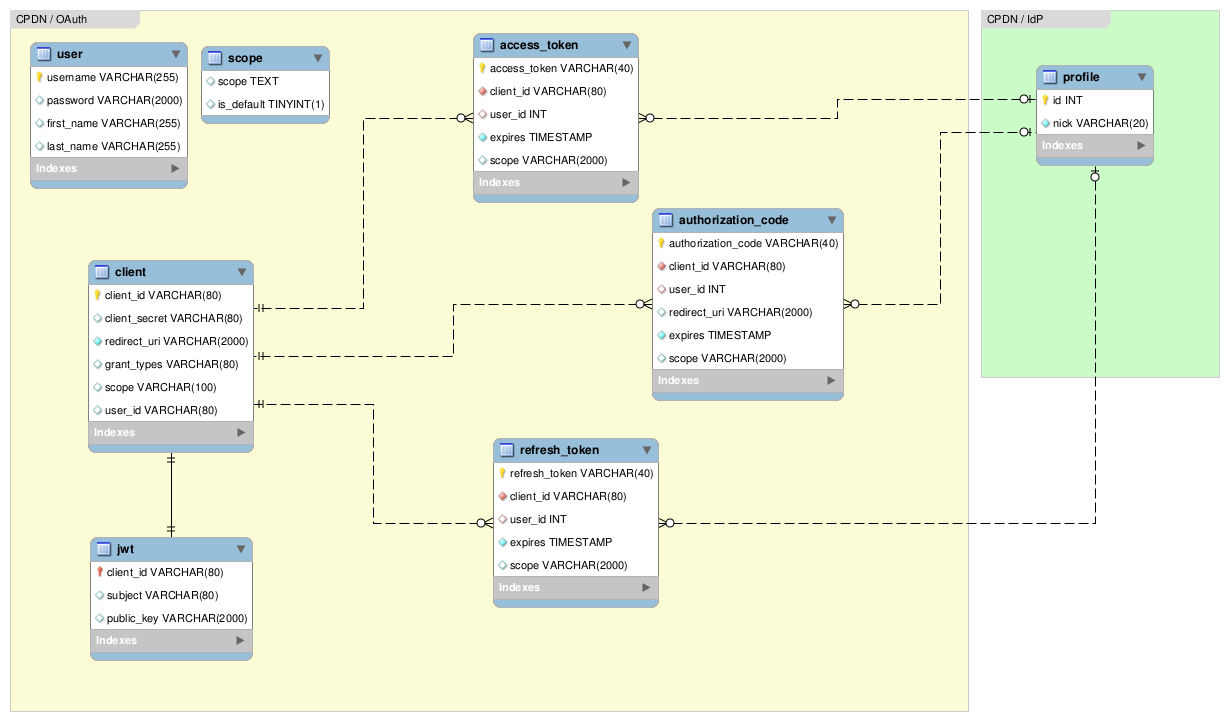 CPDN / OAuth
user
username VARCHAR(255)
password VARCHAR(2000)
first_name VARCHAR(255)
last_name VARCHAR(255)
Indexes
scope
scope TEXT
is_default TINYINT(1)
access_token
access_token VARCHAR(40)
client_id VARCHAR(80)
user_id INT
expires TIMESTAMP
scope VARCHAR(2000)
Indexes
authorization_code
authorization_code VARCHAR(40)
client_id VARCHAR(80)
user_id INT
redirect_uri VARCHAR(2000)
expires TIMESTAMP
scope VARCHAR(2000)
Indexes
client
client_id VARCHAR(80)
client_secret VARCHAR(80)
redirect_uri VARCHAR(2000)
grant_types VARCHAR(80)
scope VARCHAR(100)
user_id VARCHAR(80)
Indexes
refresh_token
refresh_token VARCHAR(40)
client_id VARCHAR(80)
user_id INT
expires TIMESTAMP
scope VARCHAR(2000)
Indexes
jwt
client_id VARCHAR(80)
subject VARCHAR(80)
public_key VARCHAR(2000)
Indexes
CPDN / IdP
profile
id INT
nick VARCHAR(20)
Indexes